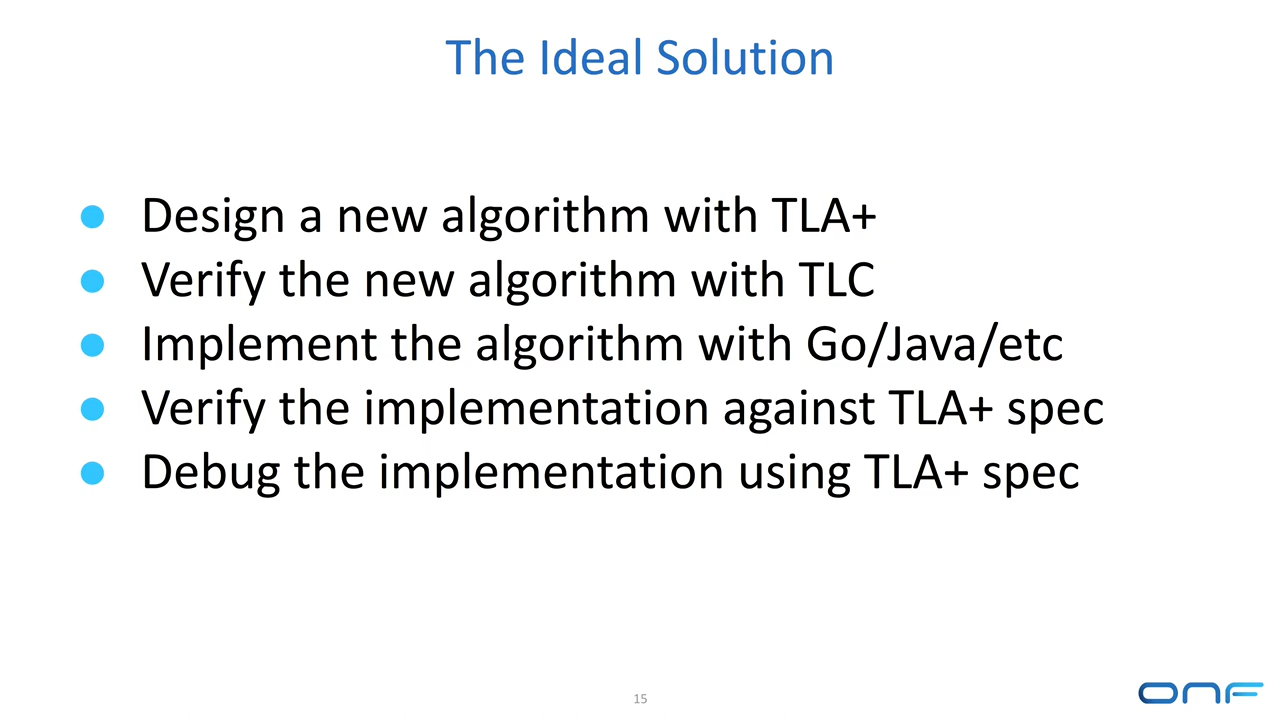 The Ideal Solution
● Design a new algorithm with TLA+
● Verify the new algorithm with TLC
● Implement the algorithm with Go/Java/etc
● Verify the implementation against TLA+ spec
● Debug the implementation using TLA+ spec
15
ONF